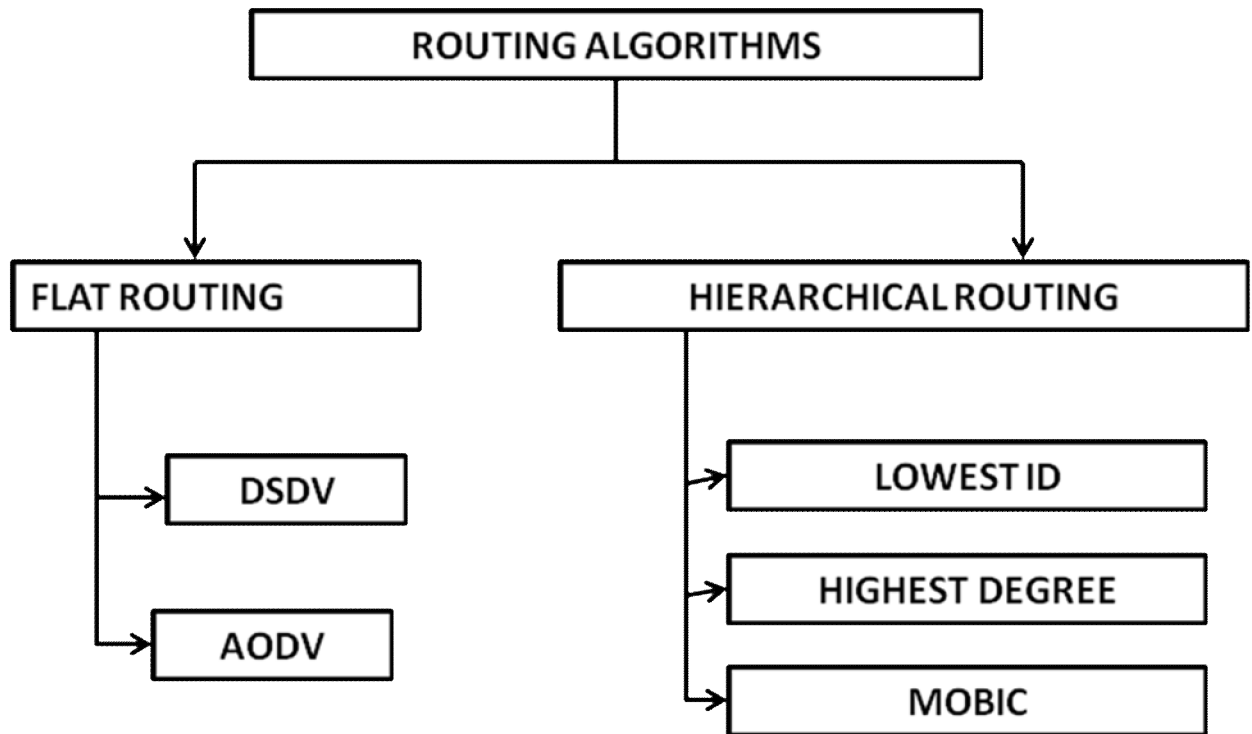 ROUTING ALGORITHMS
FLAT ROUTING
HIERARCHICAL ROUTING
DSDV
LOWEST ID
HIGHEST DEGREE
AODV
MOBIC